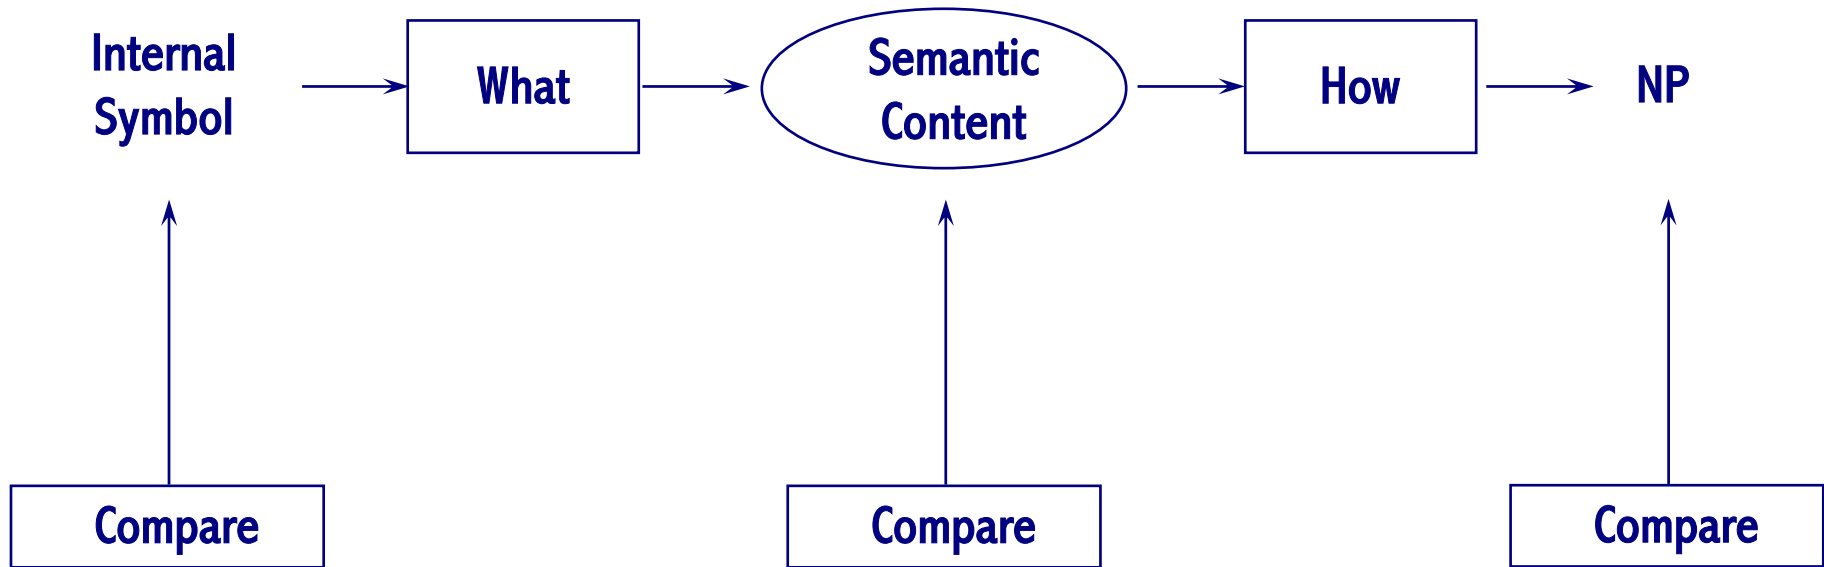 Internal
Symbol
What
Semantic
Content
How
NP
Compare
Compare
Compare